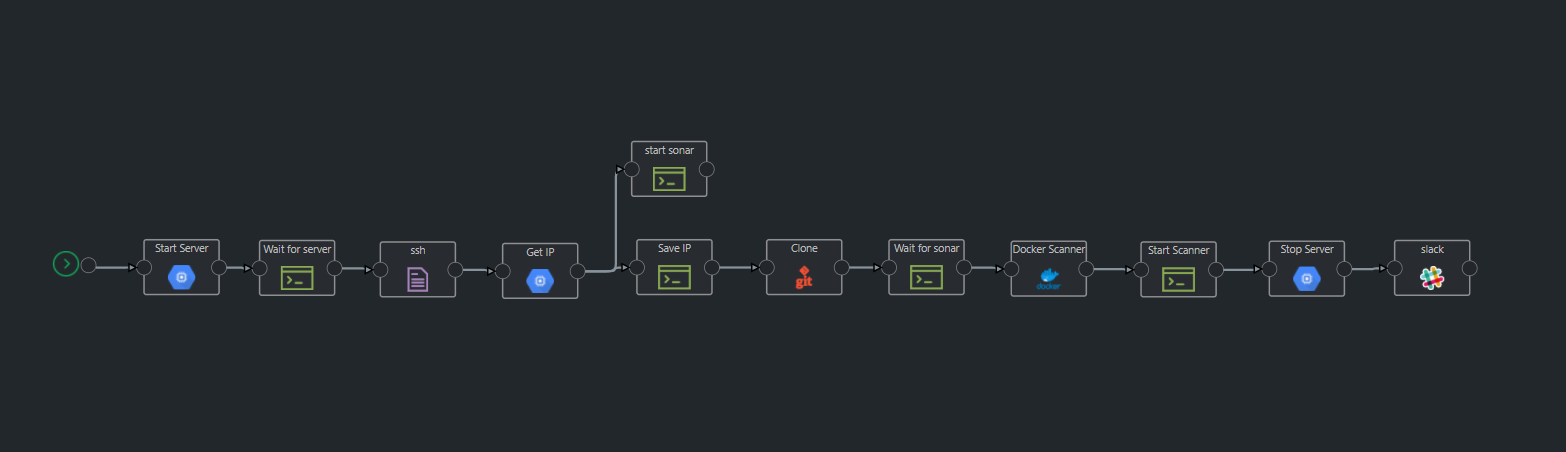 start sonar
Start Server
Wait for server
ssh
Get IP
Save IP
Clone
git
Wait for sonar
Docker Scanner
docker
Start Scanner
Stop Server
slack